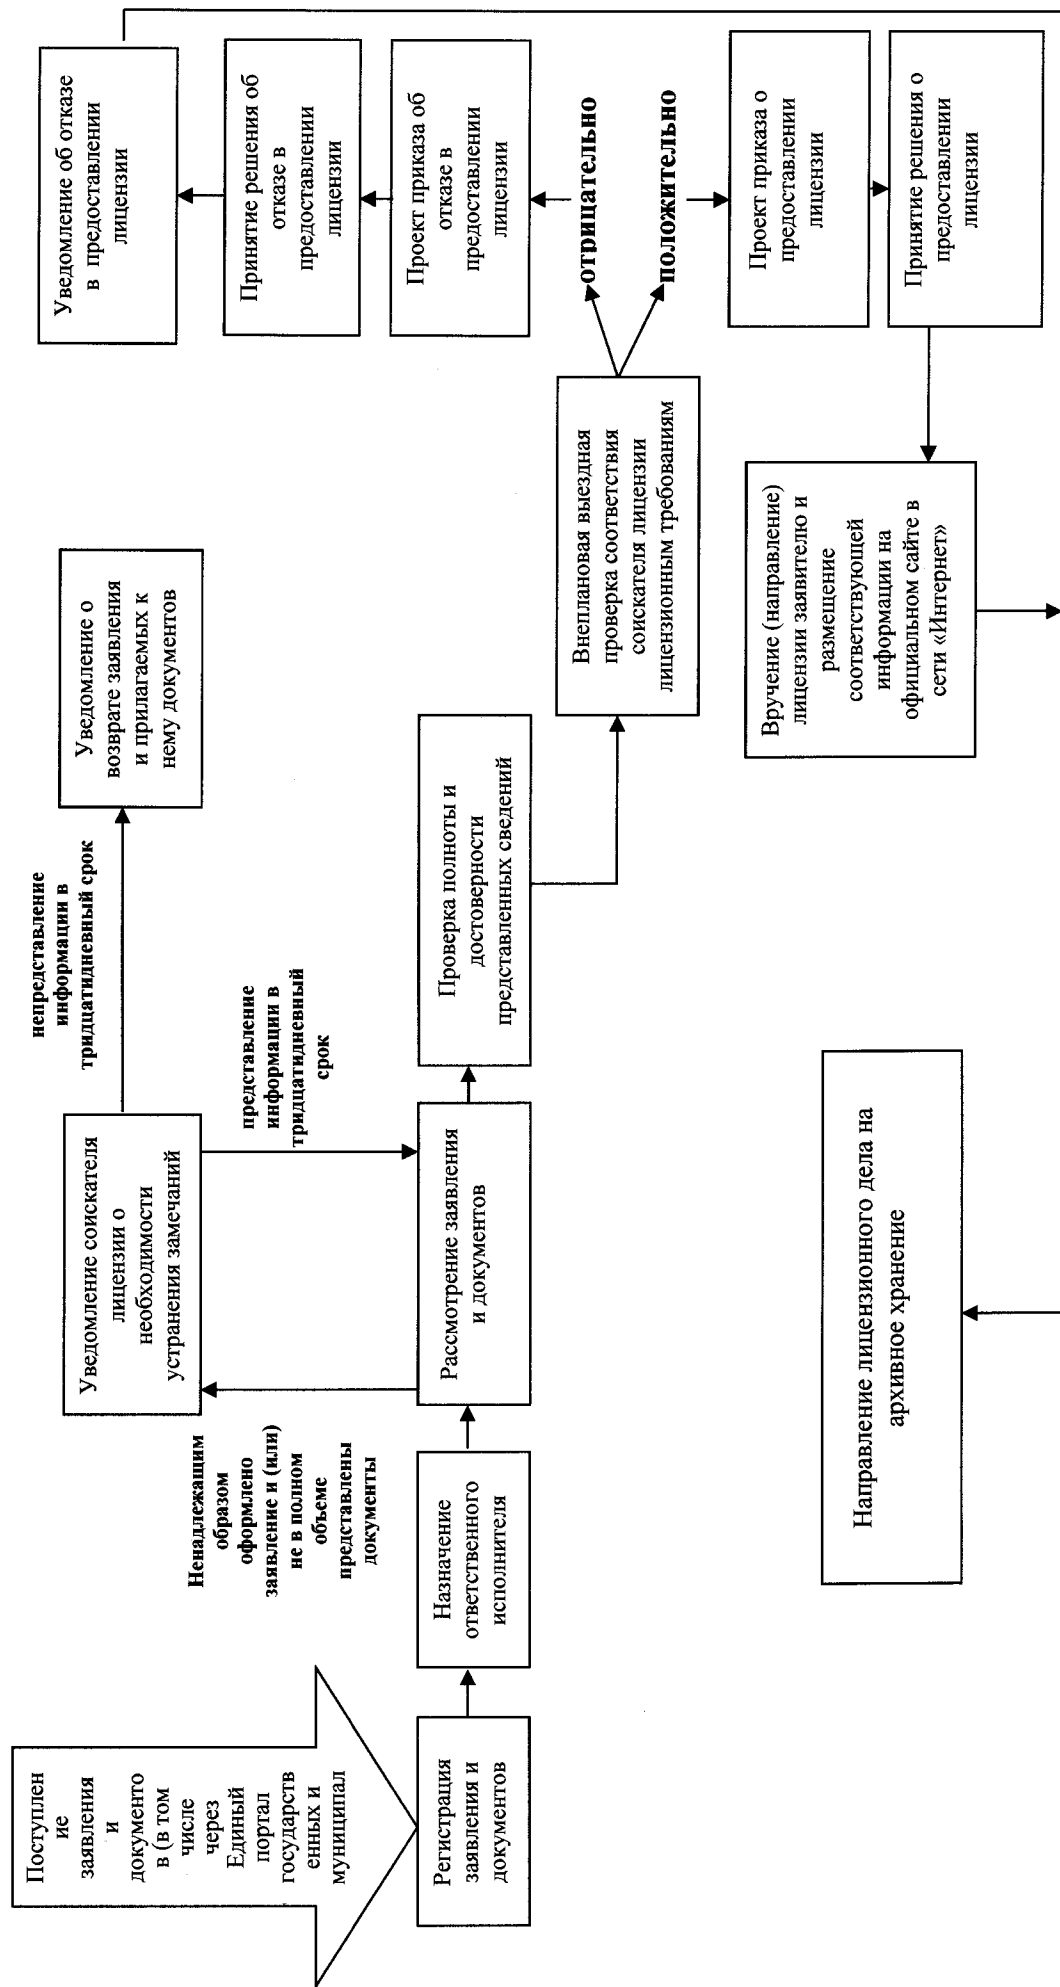 Поступлен
ие
заявления
и
документо
в (в том
числе
через
Единый
портал
государств
енных и
муниципал
Регистрация
заявления и
документов
Назначение
ответственного
исполнителя
Ненадлежащим
образом
оформлено
заявление и (или)
не в полном
объеме
представлены
документы
Рассмотрение заявления
и документов
Уведомление соискателя
лицензии о
необходимости
устранения замечаний
представление
информации в
тридцатидневный
срок
непредставление
информации в
тридцатидневный срок
Уведомление о
возврате заявления
и прилагаемых к
нему документов
Проверка полноты и
достоверности
представленных сведений
Внеплановая выездная
проверка соответствия
соискателя лицензии
лицензионным требованиям
отрицательно
Проект приказа об
отказе в
предоставлении
лицензии
Принятие решения об
отказе в
предоставлении
лицензии
Уведомление об отказе
в предоставлении
лицензии
положительно
Проект приказа о
предоставлении
лицензии
Принятие решения о
предоставлении
лицензии
Вручение (направление)
лицензии заявителю и
размещение
соответствующей
информации на
официальном сайте в
сети «Интернет»
Направление лицензионного дела на
архивное хранение